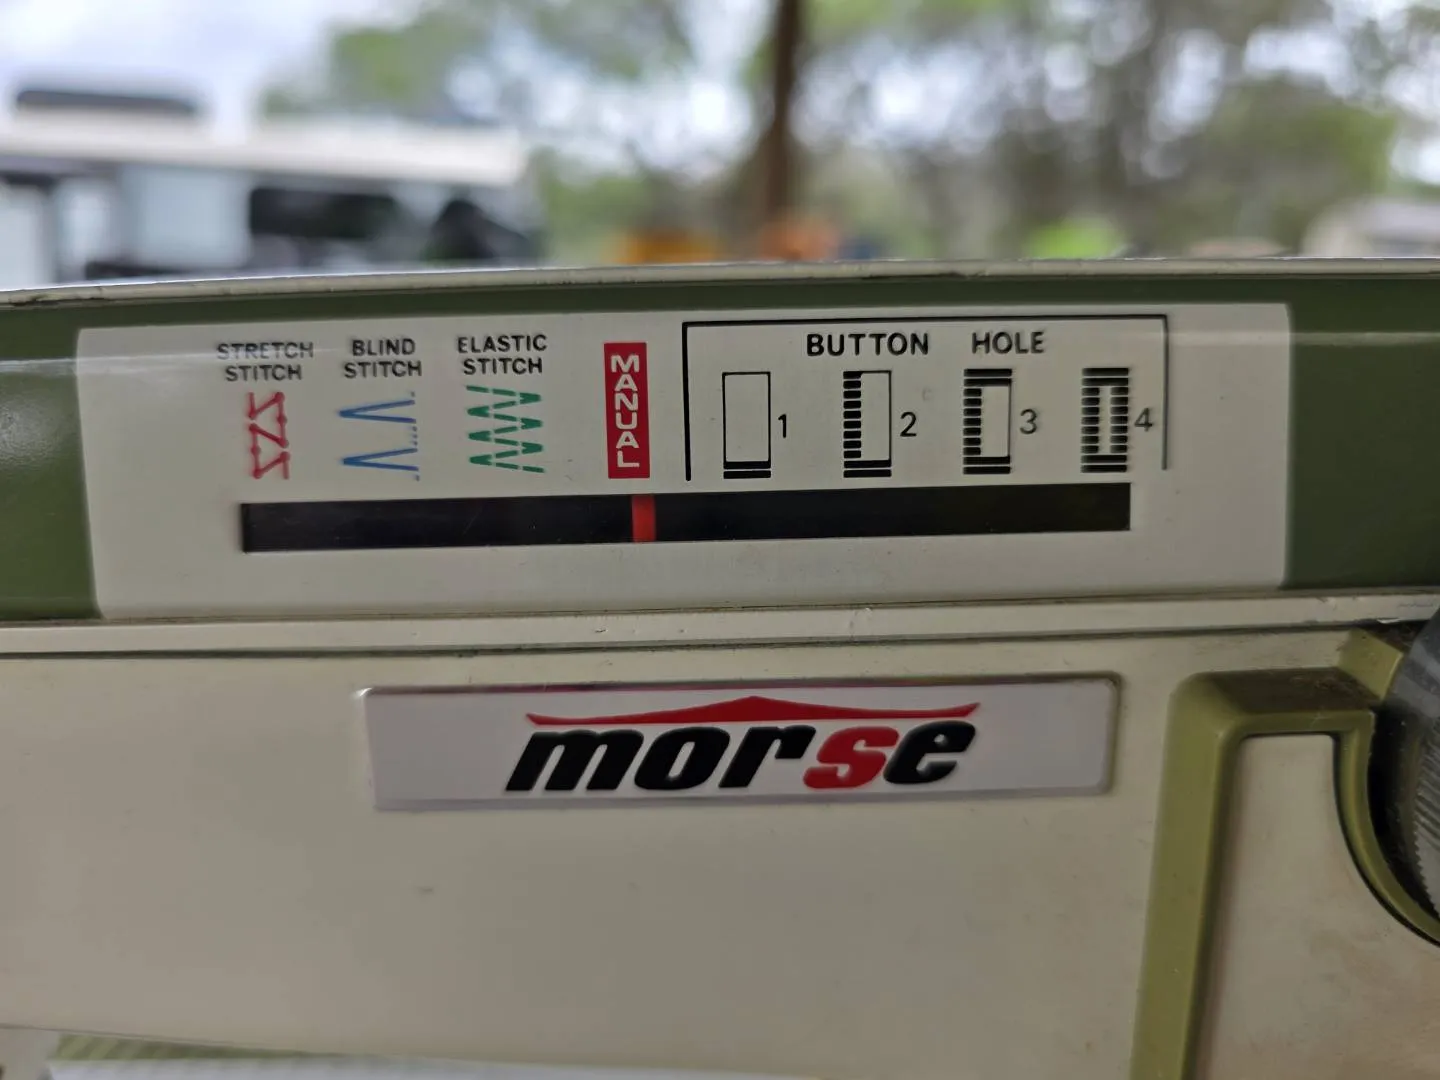 STRETCH
STITCH
BLIND
STITCH
ELASTIC
STITCH
MANUAL
BUTTON HOLE
1
2
3
4
morse